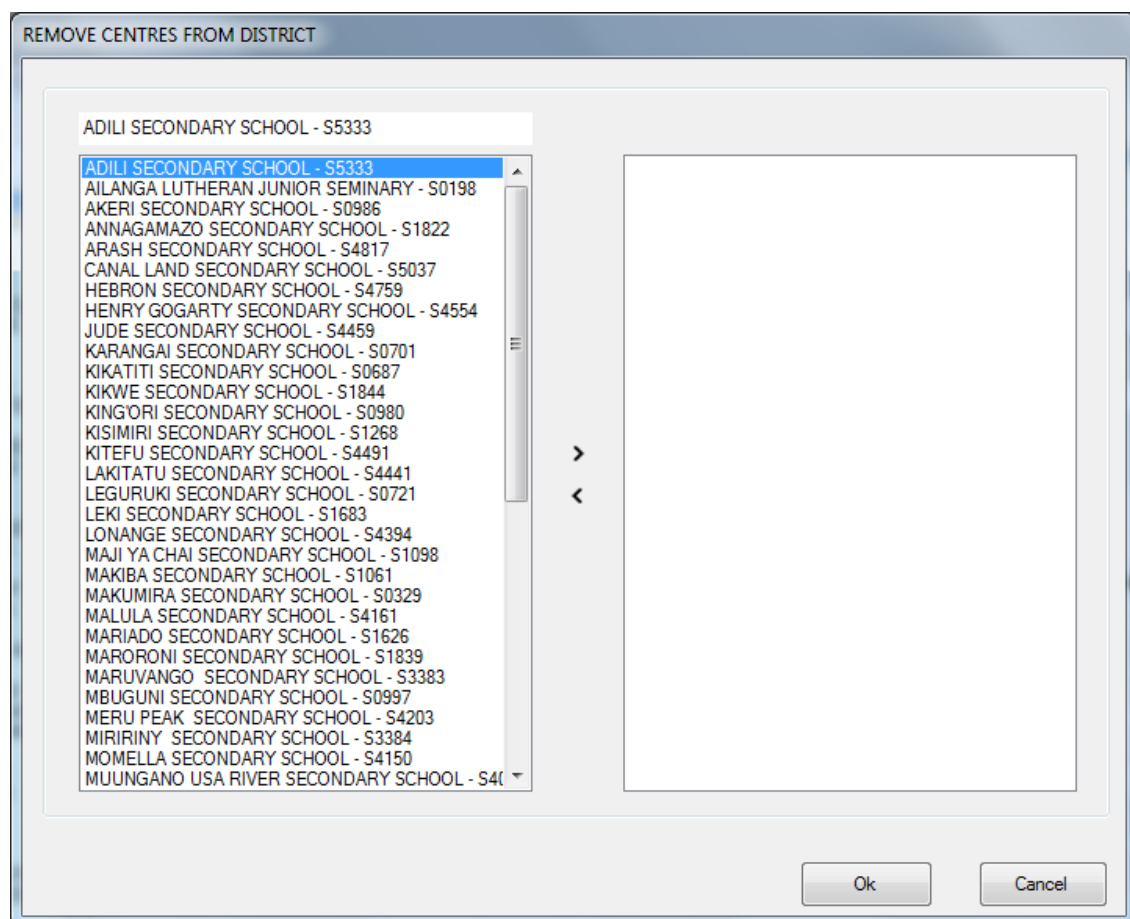 REMOVE CENTRES FROM DISTRICT
ADILI SECONDARY SCHOOL - S5333
ADILI SECONDARY SCHOOL - S5333
AILANGA LUTHERAN JUNIOR SEMINARY - S0198
AKERI SECONDARY SCHOOL - S0986
ANNAGAMAZO SECONDARY SCHOOL - S1822
ARASH SECONDARY SCHOOL - S4817
CANAL LAND SECONDARY SCHOOL - S5037
HEBRON SECONDARY SCHOOL - S4759
HENRY GOGARTY SECONDARY SCHOOL - S4554
JUDE SECONDARY SCHOOL - S4459
KARANGAI SECONDARY SCHOOL - S0701
KIKATITI SECONDARY SCHOOL - S0687
KIKWE SECONDARY SCHOOL - S1844
KING'ORI SECONDARY SCHOOL - S0980
KISIMIRI SECONDARY SCHOOL - S1268
KITEFU SECONDARY SCHOOL - S4491
LAKITATU SECONDARY SCHOOL - S4441
LEGURUKI SECONDARY SCHOOL - S0721
LEKI SECONDARY SCHOOL - S1683
LONANGE SECONDARY SCHOOL - S4394
MAJI YA CHAI SECONDARY SCHOOL - S1098
MAKIBA SECONDARY SCHOOL - S1061
MAKUMIRA SECONDARY SCHOOL - S0329
MALULA SECONDARY SCHOOL - S4161
MARIADO SECONDARY SCHOOL - S1626
MARORONI SECONDARY SCHOOL - S1839
MARUVANGO  SECONDARY SCHOOL - S3383
MBUGUNI SECONDARY SCHOOL - S0997
MERU PEAK  SECONDARY SCHOOL - S4203
MIRIRINY  SECONDARY SCHOOL - S3384
MOMELLA SECONDARY SCHOOL - S4150
MUUNGANO USA RIVER SECONDARY SCHOOL -
>
<
Ok
Cancel